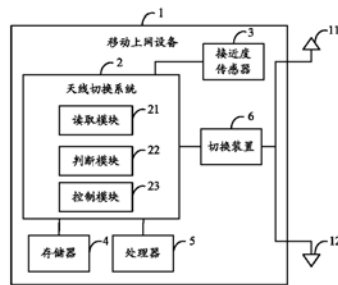 1
移动上网设备
11
2
3
天线切换系统
接近度
传感器
读取模块
21
6
判断模块
22
切换装置
控制模块
23
存储器
4
处理器
5
12